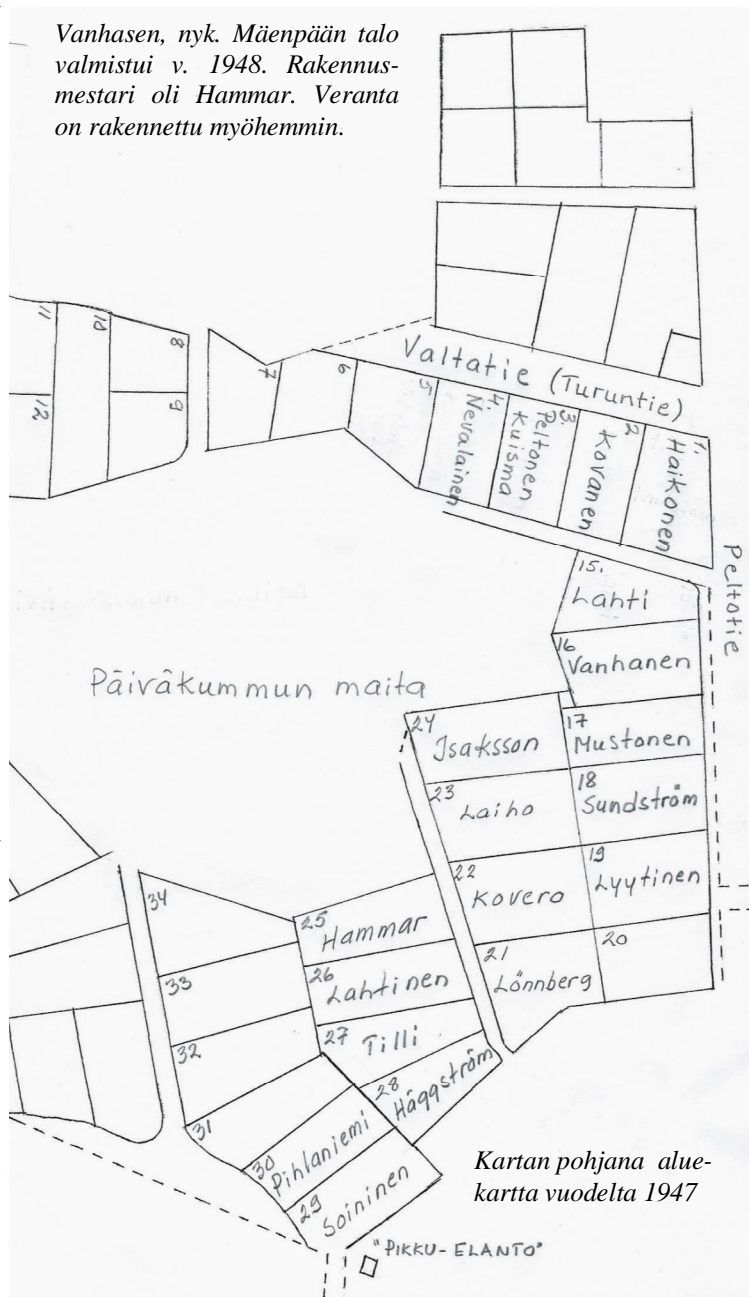 Vanhasen, nyk. Mäenpään talo
valmistui v. 1948. Rakennus-
mestari oli Hammar. Veranta
on rakennettu myöhemmin.
Valtatie (Turuntie)
11
10
8
7
6
5
4.
3.
2
1.
12
9
Nevalainen
Peltonen
Kuisma
Kovanen
Haikonen
Peltotie
15.
Lahti
16
Vanhanen
Päiväkummun maita
24
Isaksson
17
Mustonen
23
Laiho
18
Sundström
22
Kovero
19
Lyytinen
21
Lönnberg
20
34
25
Hammar
33
26
Lahtinen
32
27
Tilli
28
Häggström
31
30
Pihlaniemi
29
Soininen
Kartan pohjana alue-
kartta vuodelta 1947
"PIKKU-ELANTO"